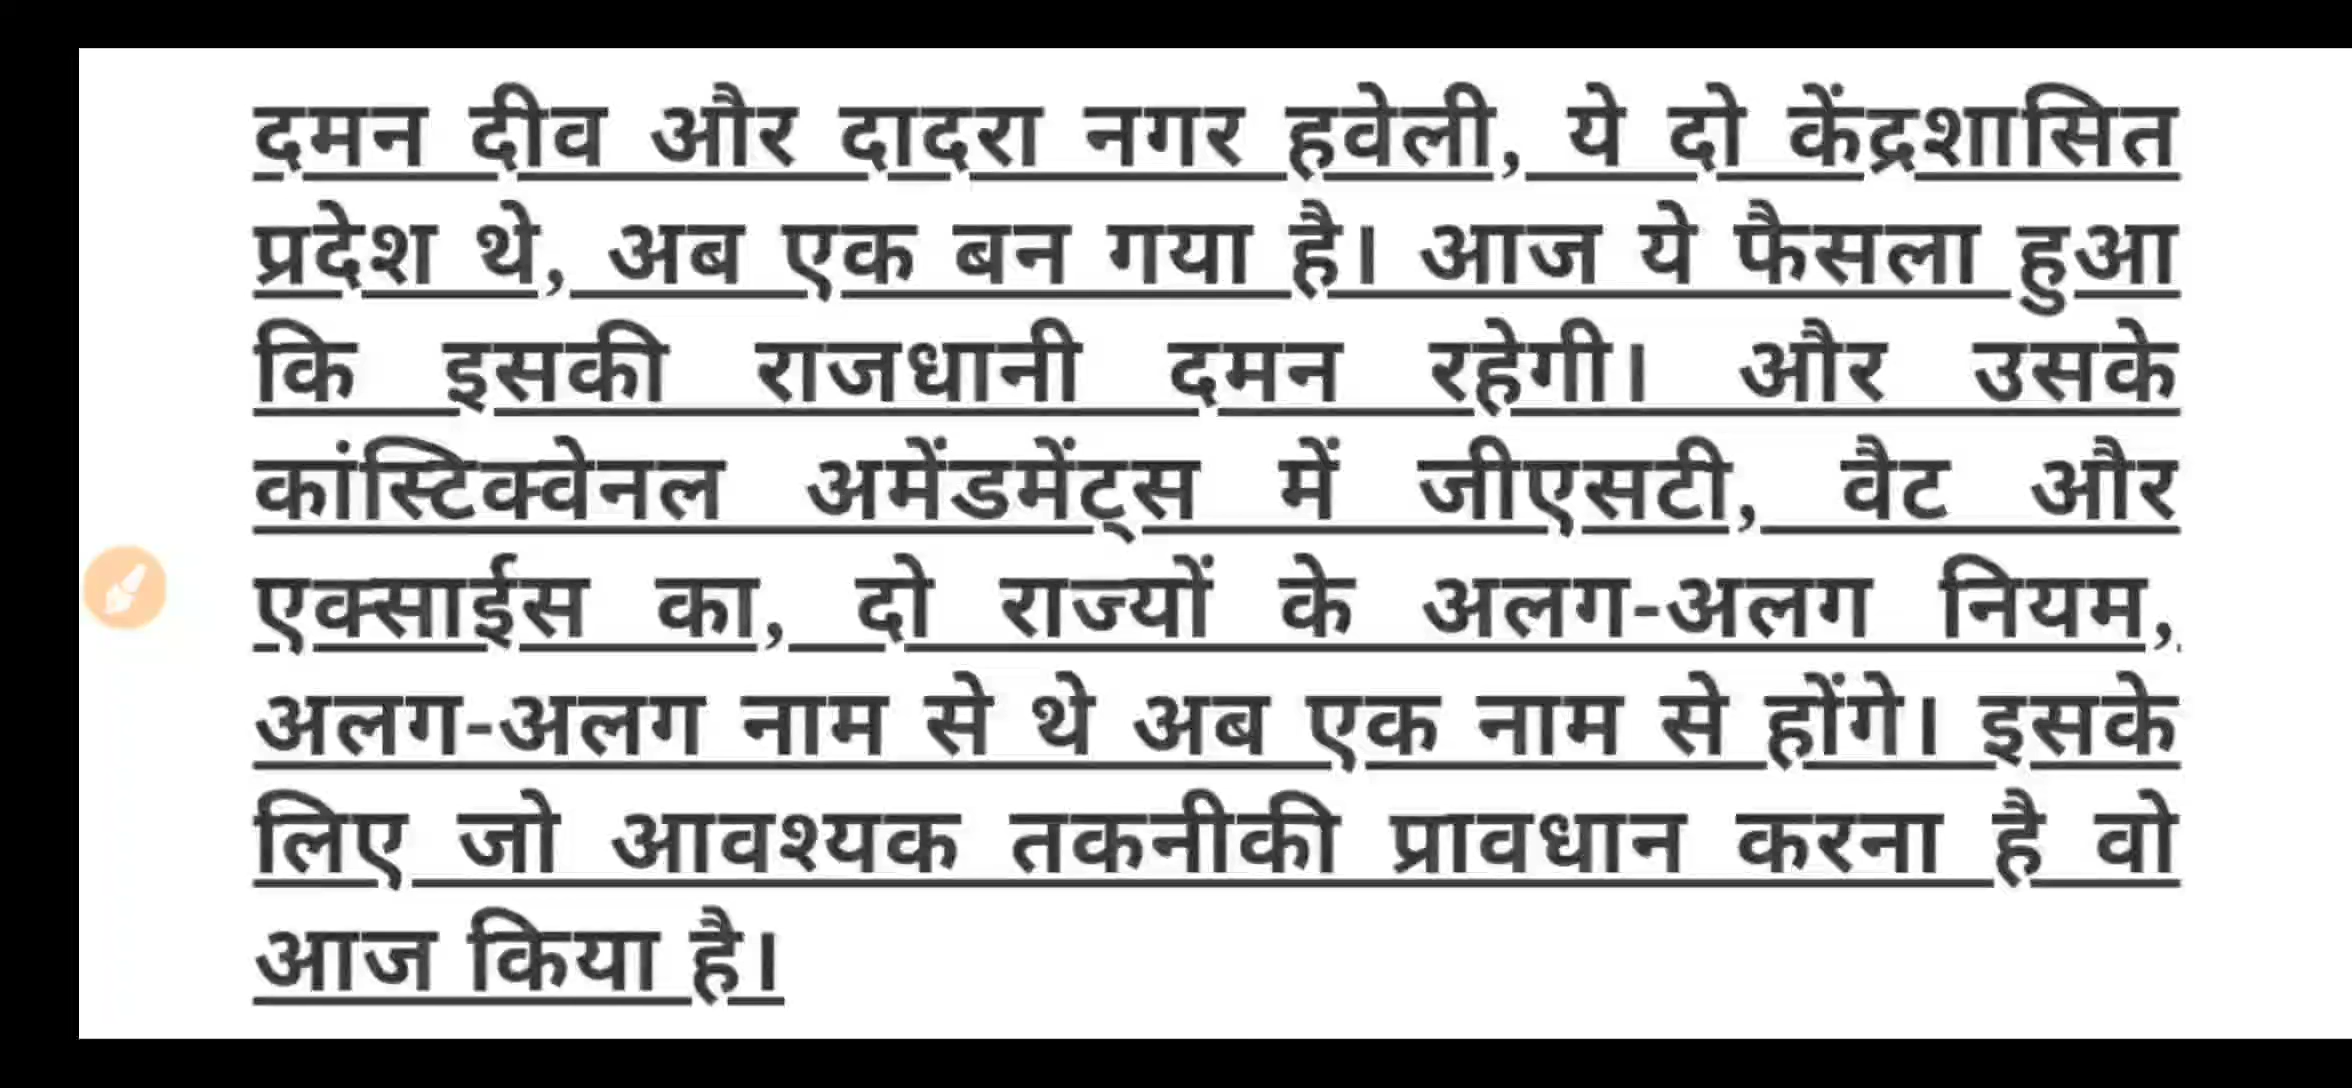 दमन दीव और दादरा नगर हवेली, ये दो केंद्रशासित
प्रदेश थे, अब एक बन गया है। आज ये फैसला हुआ
कि इसकी राजधानी दमन रहेगी। और उसके
कांस्टिक्वेनल अमेंडमेंट्स में जीएसटी, वैट और
एक्साईस का, दो राज्यों के अलग-अलग नियम,
अलग-अलग नाम से थे अब एक नाम से होंगे। इसके
लिए जो आवश्यक तकनीकी प्रावधान करना है वो
आज किया है।